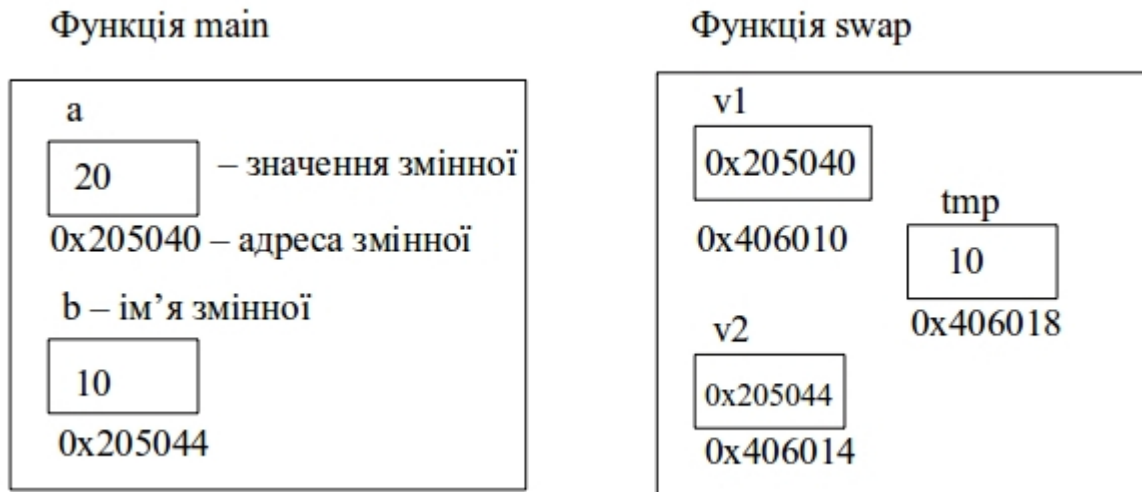 Функція main
a
20 – значення змінної
0x205040 – адреса змінної
b – ім’я змінної
10
0x205044
Функція swap
v1
0x205040
0x406010
tmp
10
0x406018
v2
0x205044
0x406014